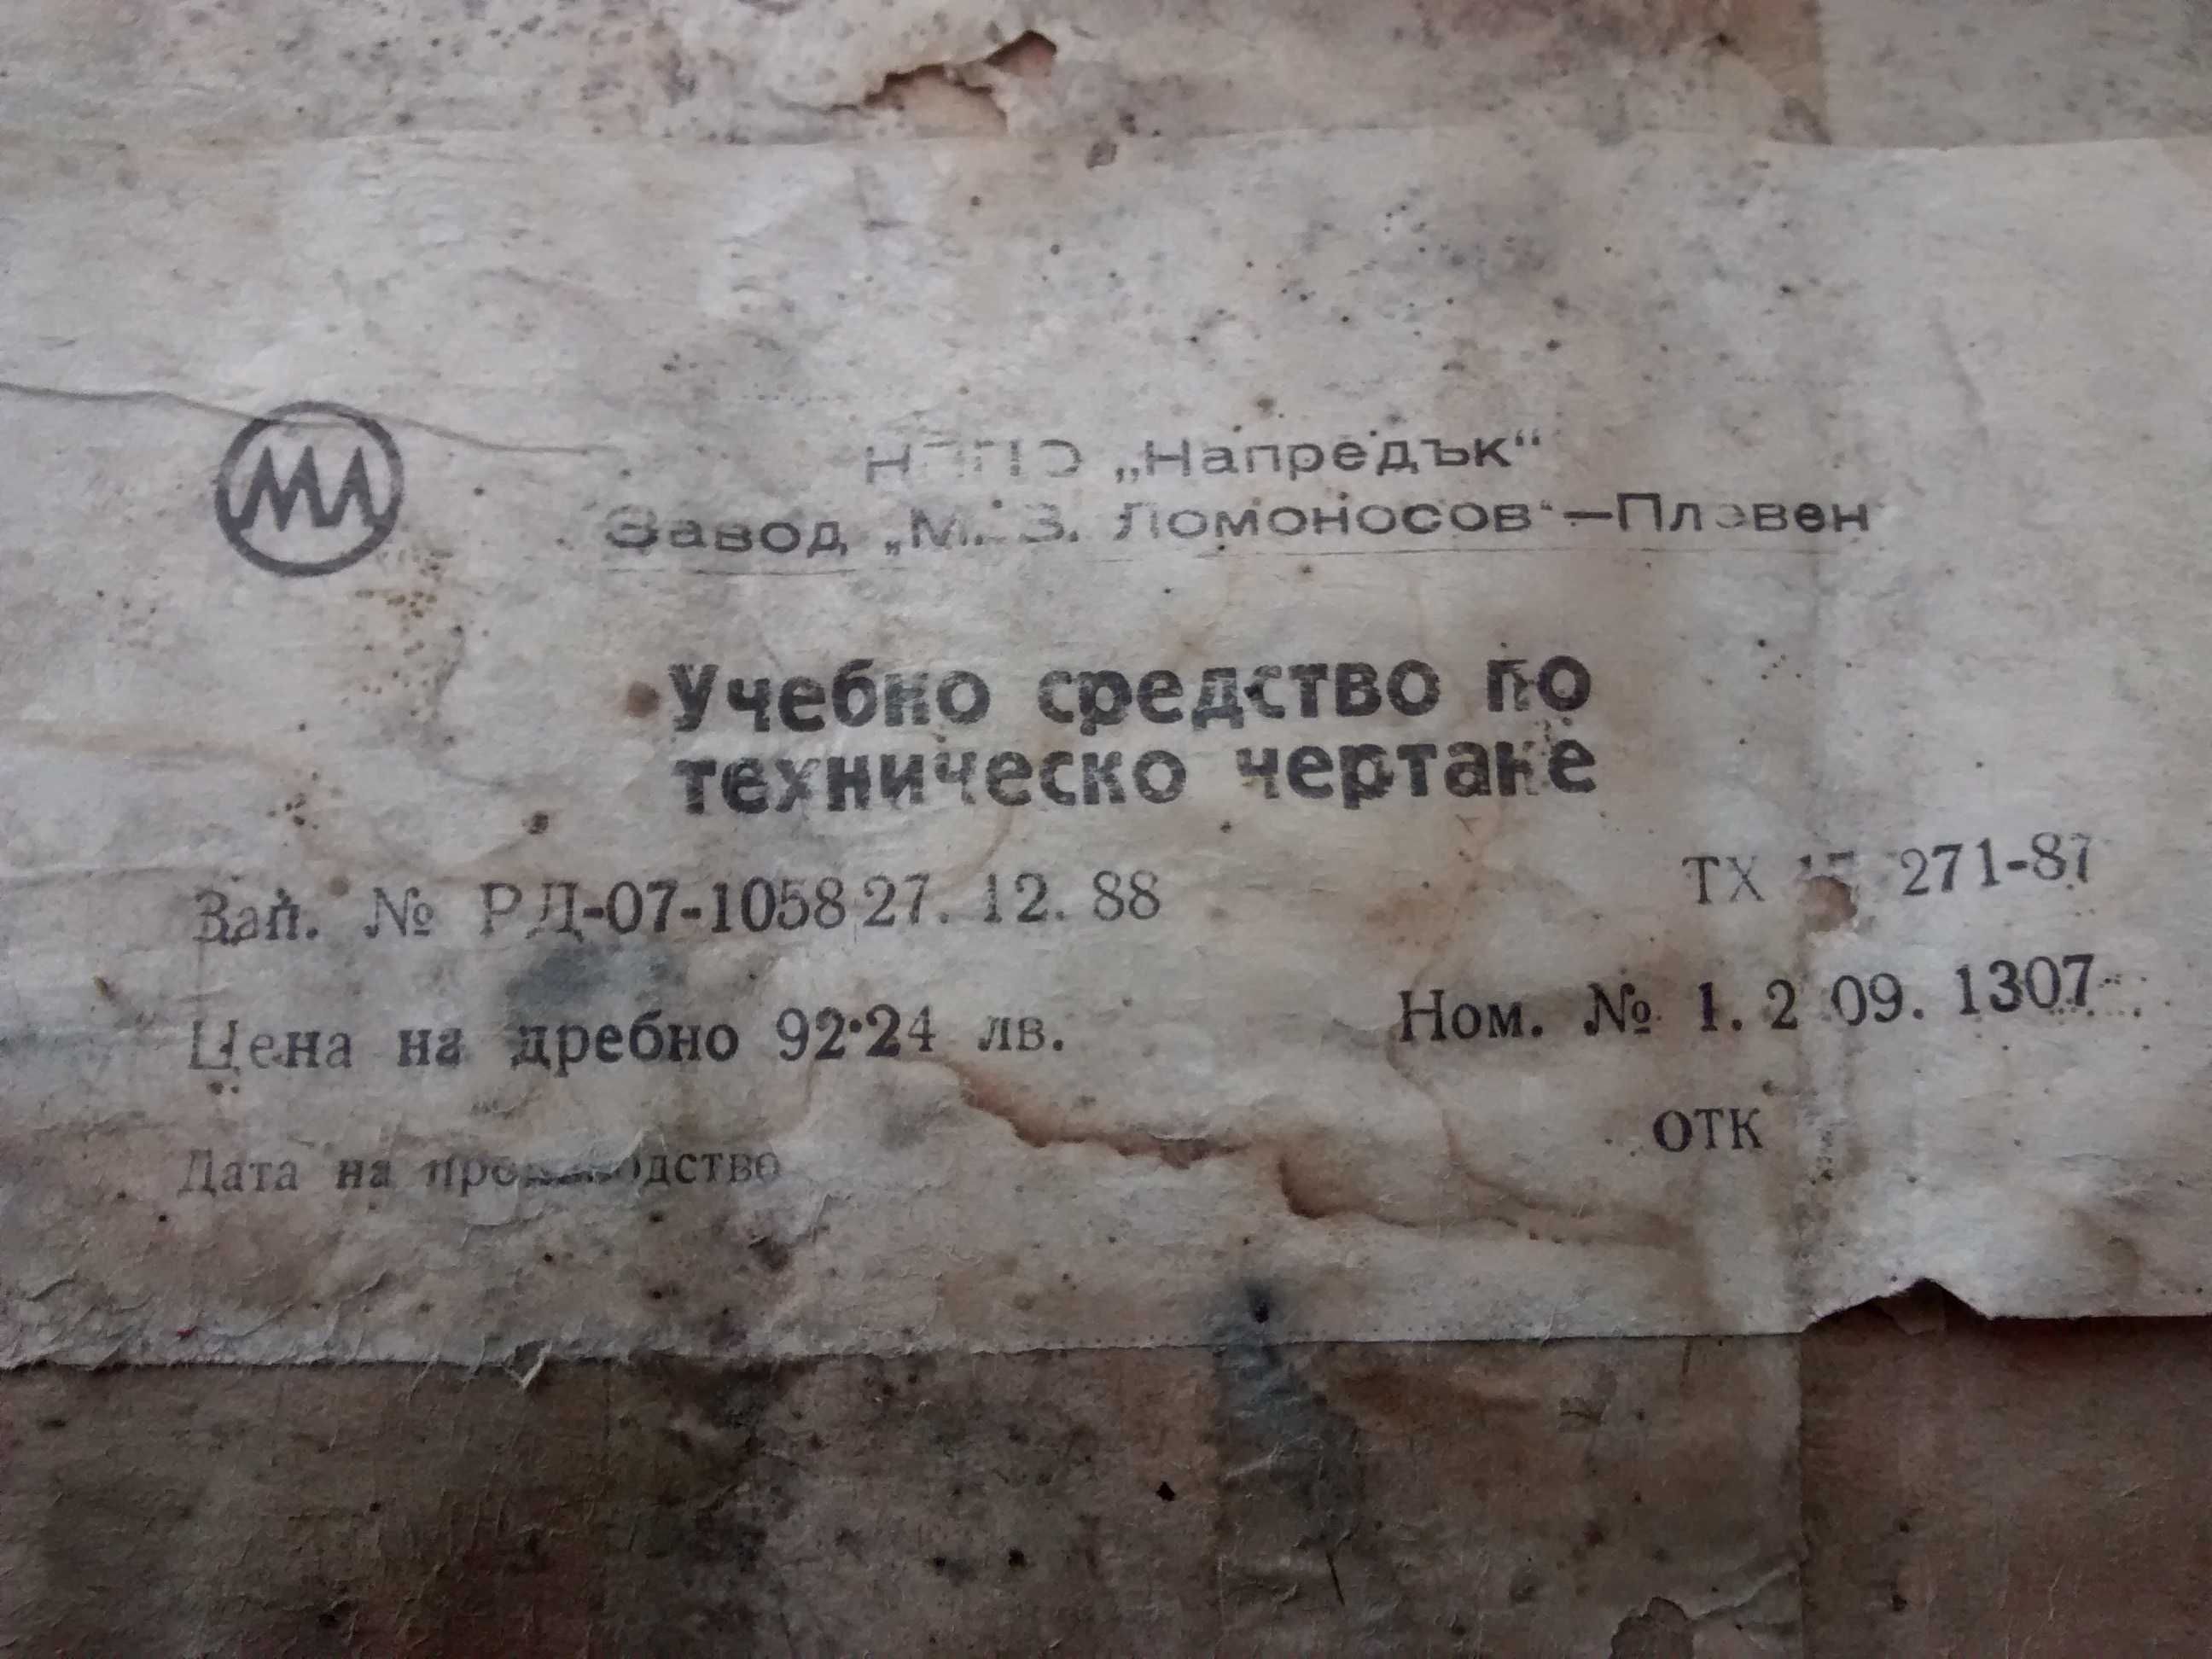 „Напредък“
Завод „М. В. Ломоносов“—Плевен
Учебно средство по
техническо чертане
Зап. № РД-07-1058 27. 12. 88
ТХ 271-87
Цена на дребно 92·24 лв.
Ном. № 1. 2 09. 1307
ОТК
Дата на производство